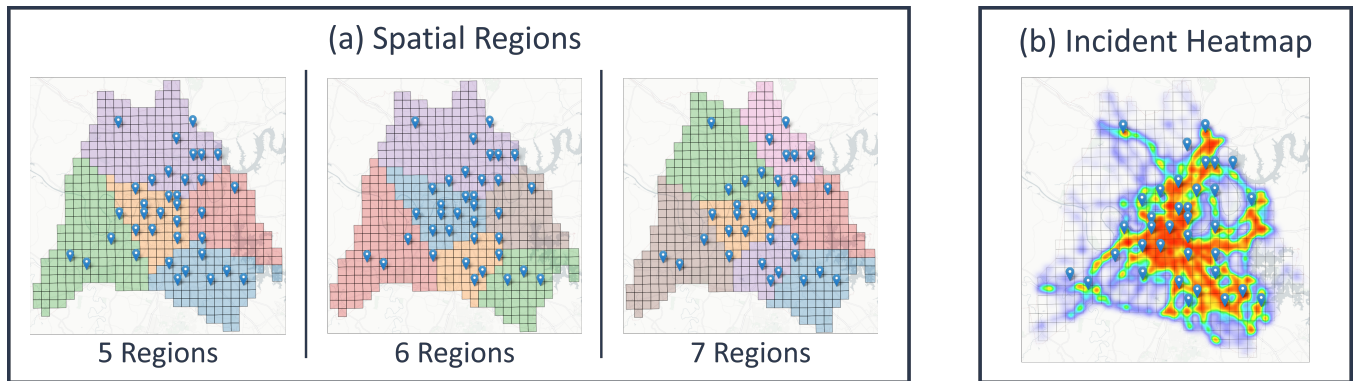 (a) Spatial Regions
5 Regions
6 Regions
7 Regions
(b) Incident Heatmap